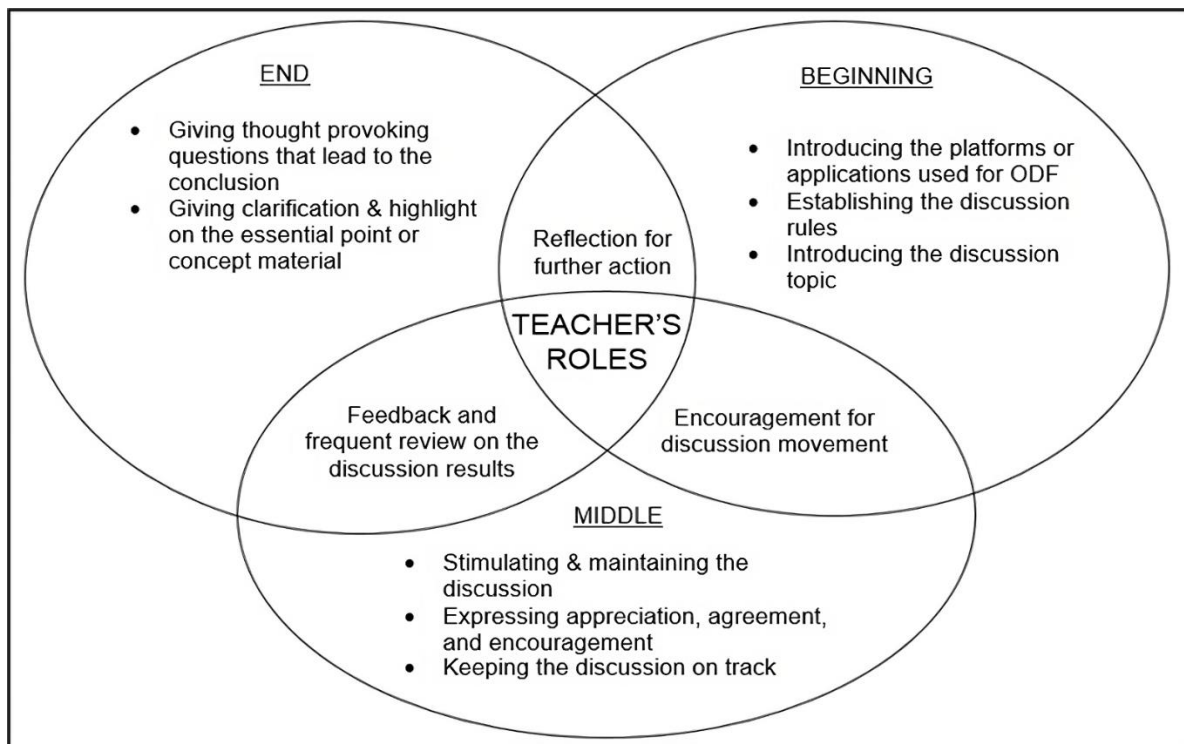 END
• Giving thought provoking
questions that lead to the
conclusion
• Giving clarification & highlight
on the essential point or
concept material
BEGINNING
• Introducing the platforms or
applications used for ODF
• Establishing the discussion
rules
• Introducing the discussion
topic
Reflection for
further action
TEACHER'S
ROLES
Feedback and
frequent review on the
discussion results
Encouragement for
discussion movement
MIDDLE
• Stimulating & maintaining the
discussion
• Expressing appreciation, agreement,
and encouragement
• Keeping the discussion on track